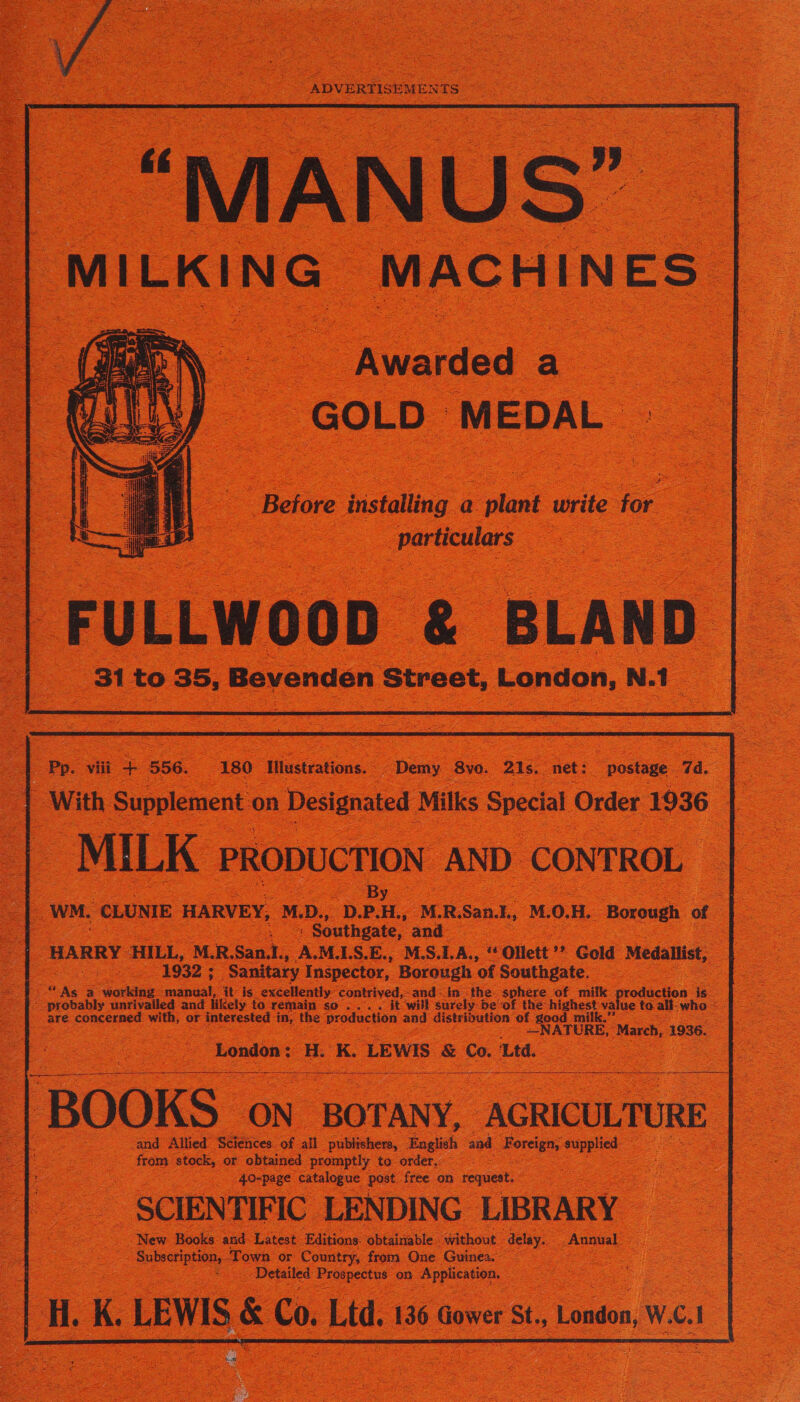 ADVERTISEMENTS
“MANUS”
MILKING MACHINES
Awarded a
GOLD MEDAL
Before installing a plant write for
particulars
FULLWOOD & BLAND
31 to 35, Bevenden Street, London, N.1
Pp. viii + 556. 180 Illustrations. Demy 8vo. 21s. net: postage 7d.
With Supplement on Designated Milks Special Order 1936
MILK PRODUCTION AND CONTROL
By
WM. CLUNIE HARVEY, M.D., D.P.H., M.R.San.I., M.O.H. Borough of
Southgate, and
HARRY HILL, M.R.San.I., A.M.I.S.E., M.S.I.A., “Ollett” Gold Medallist,
1932; Sanitary Inspector, Borough of Southgate.
“As a working manual, it is excellently contrived, and in the sphere of milk production is
probably unrivalled and likely to remain so . . . . it will surely be of the highest value to all who
are concerned with, or interested in, the production and distribution of good milk.”
—NATURE, March, 1936.
London: H. K. LEWIS & Co. Ltd.
BOOKS ON BOTANY, AGRICULTURE
and Allied Sciences of all publishers, English and Foreign, supplied
from stock, or obtained promptly to order.
40-page catalogue post free on request.
SCIENTIFIC LENDING LIBRARY
New Books and Latest Editions obtainable without delay. Annual
Subscription, Town or Country, from One Guinea.
Detailed Prospectus on Application.
H. K. LEWIS & Co. Ltd. 136 Gower St., London, W.C.1